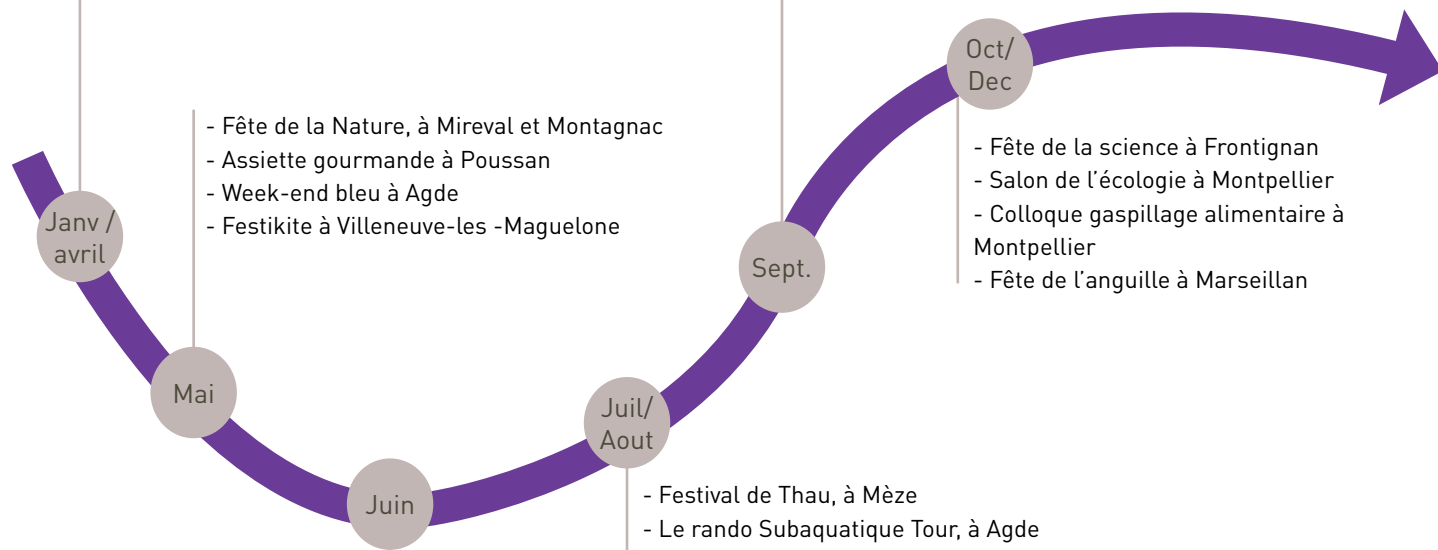 Janv /
avril
- Fête de la Nature, à Mireval et Montagnac
- Assiette gourmande à Poussan
- Week-end bleu à Agde
- Festikite à Villeneuve-les -Maguelone
Mai
Juin
Juil/
Aout
- Festival de Thau, à Mèze
- Le rando Subaquatique Tour, à Agde
Sept.
Oct/
Dec
- Fête de la science à Frontignan
- Salon de l’écologie à Montpellier
- Colloque gaspillage alimentaire à
Montpellier
- Fête de l’anguille à Marseillan